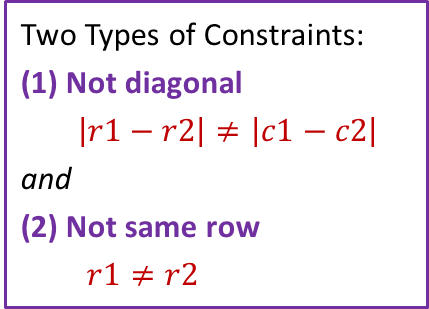 Two Types of Constraints:
(1) Not diagonal
|r1 − r2| ≠ |c1 − c2|
and
(2) Not same row
r1 ≠ r2